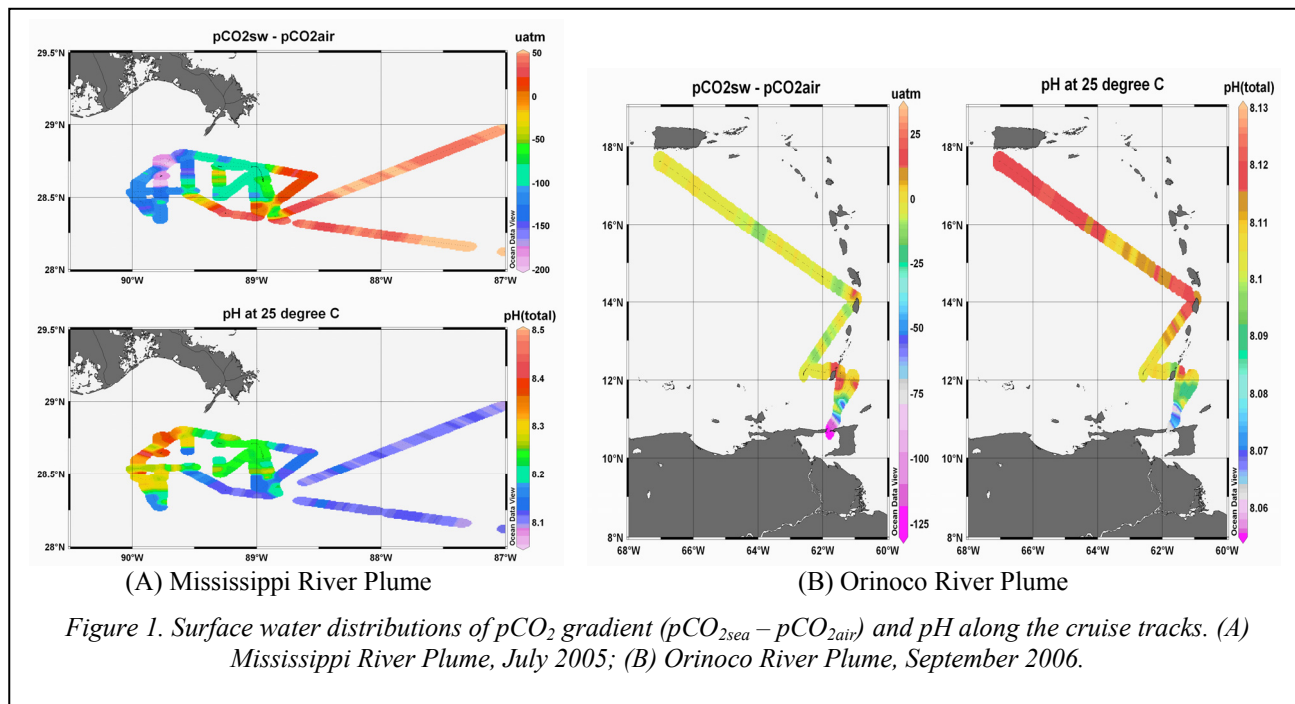 pCO2sw - pCO2air
uatm
29.5°N
29°N
28.5°N
28°N
90°W
89°W
88°W
87°W
50
0
-50
-100
-150
-200
Ocean Data View
pH at 25 degree C
pH(total)
29.5°N
29°N
28.5°N
28°N
90°W
89°W
88°W
87°W
8.5
8.4
8.3
8.2
8.1
Ocean Data View
(A) Mississippi River Plume
pCO2sw - pCO2air
uatm
18°N
16°N
14°N
12°N
10°N
8°N
68°W
66°W
64°W
62°W
60°W
25
0
-25
-50
-75
-100
-125
Ocean Data View
pH at 25 degree C
pH(total)
18°N
16°N
14°N
12°N
10°N
8°N
68°W
66°W
64°W
62°W
60°W
8.13
8.12
8.11
8.1
8.09
8.08
8.07
8.06
Ocean Data View
(B) Orinoco River Plume
Figure 1. Surface water distributions of pCO₂ gradient (pCO₂sea – pCO₂air) and pH along the cruise tracks. (A)
Mississippi River Plume, July 2005; (B) Orinoco River Plume, September 2006.